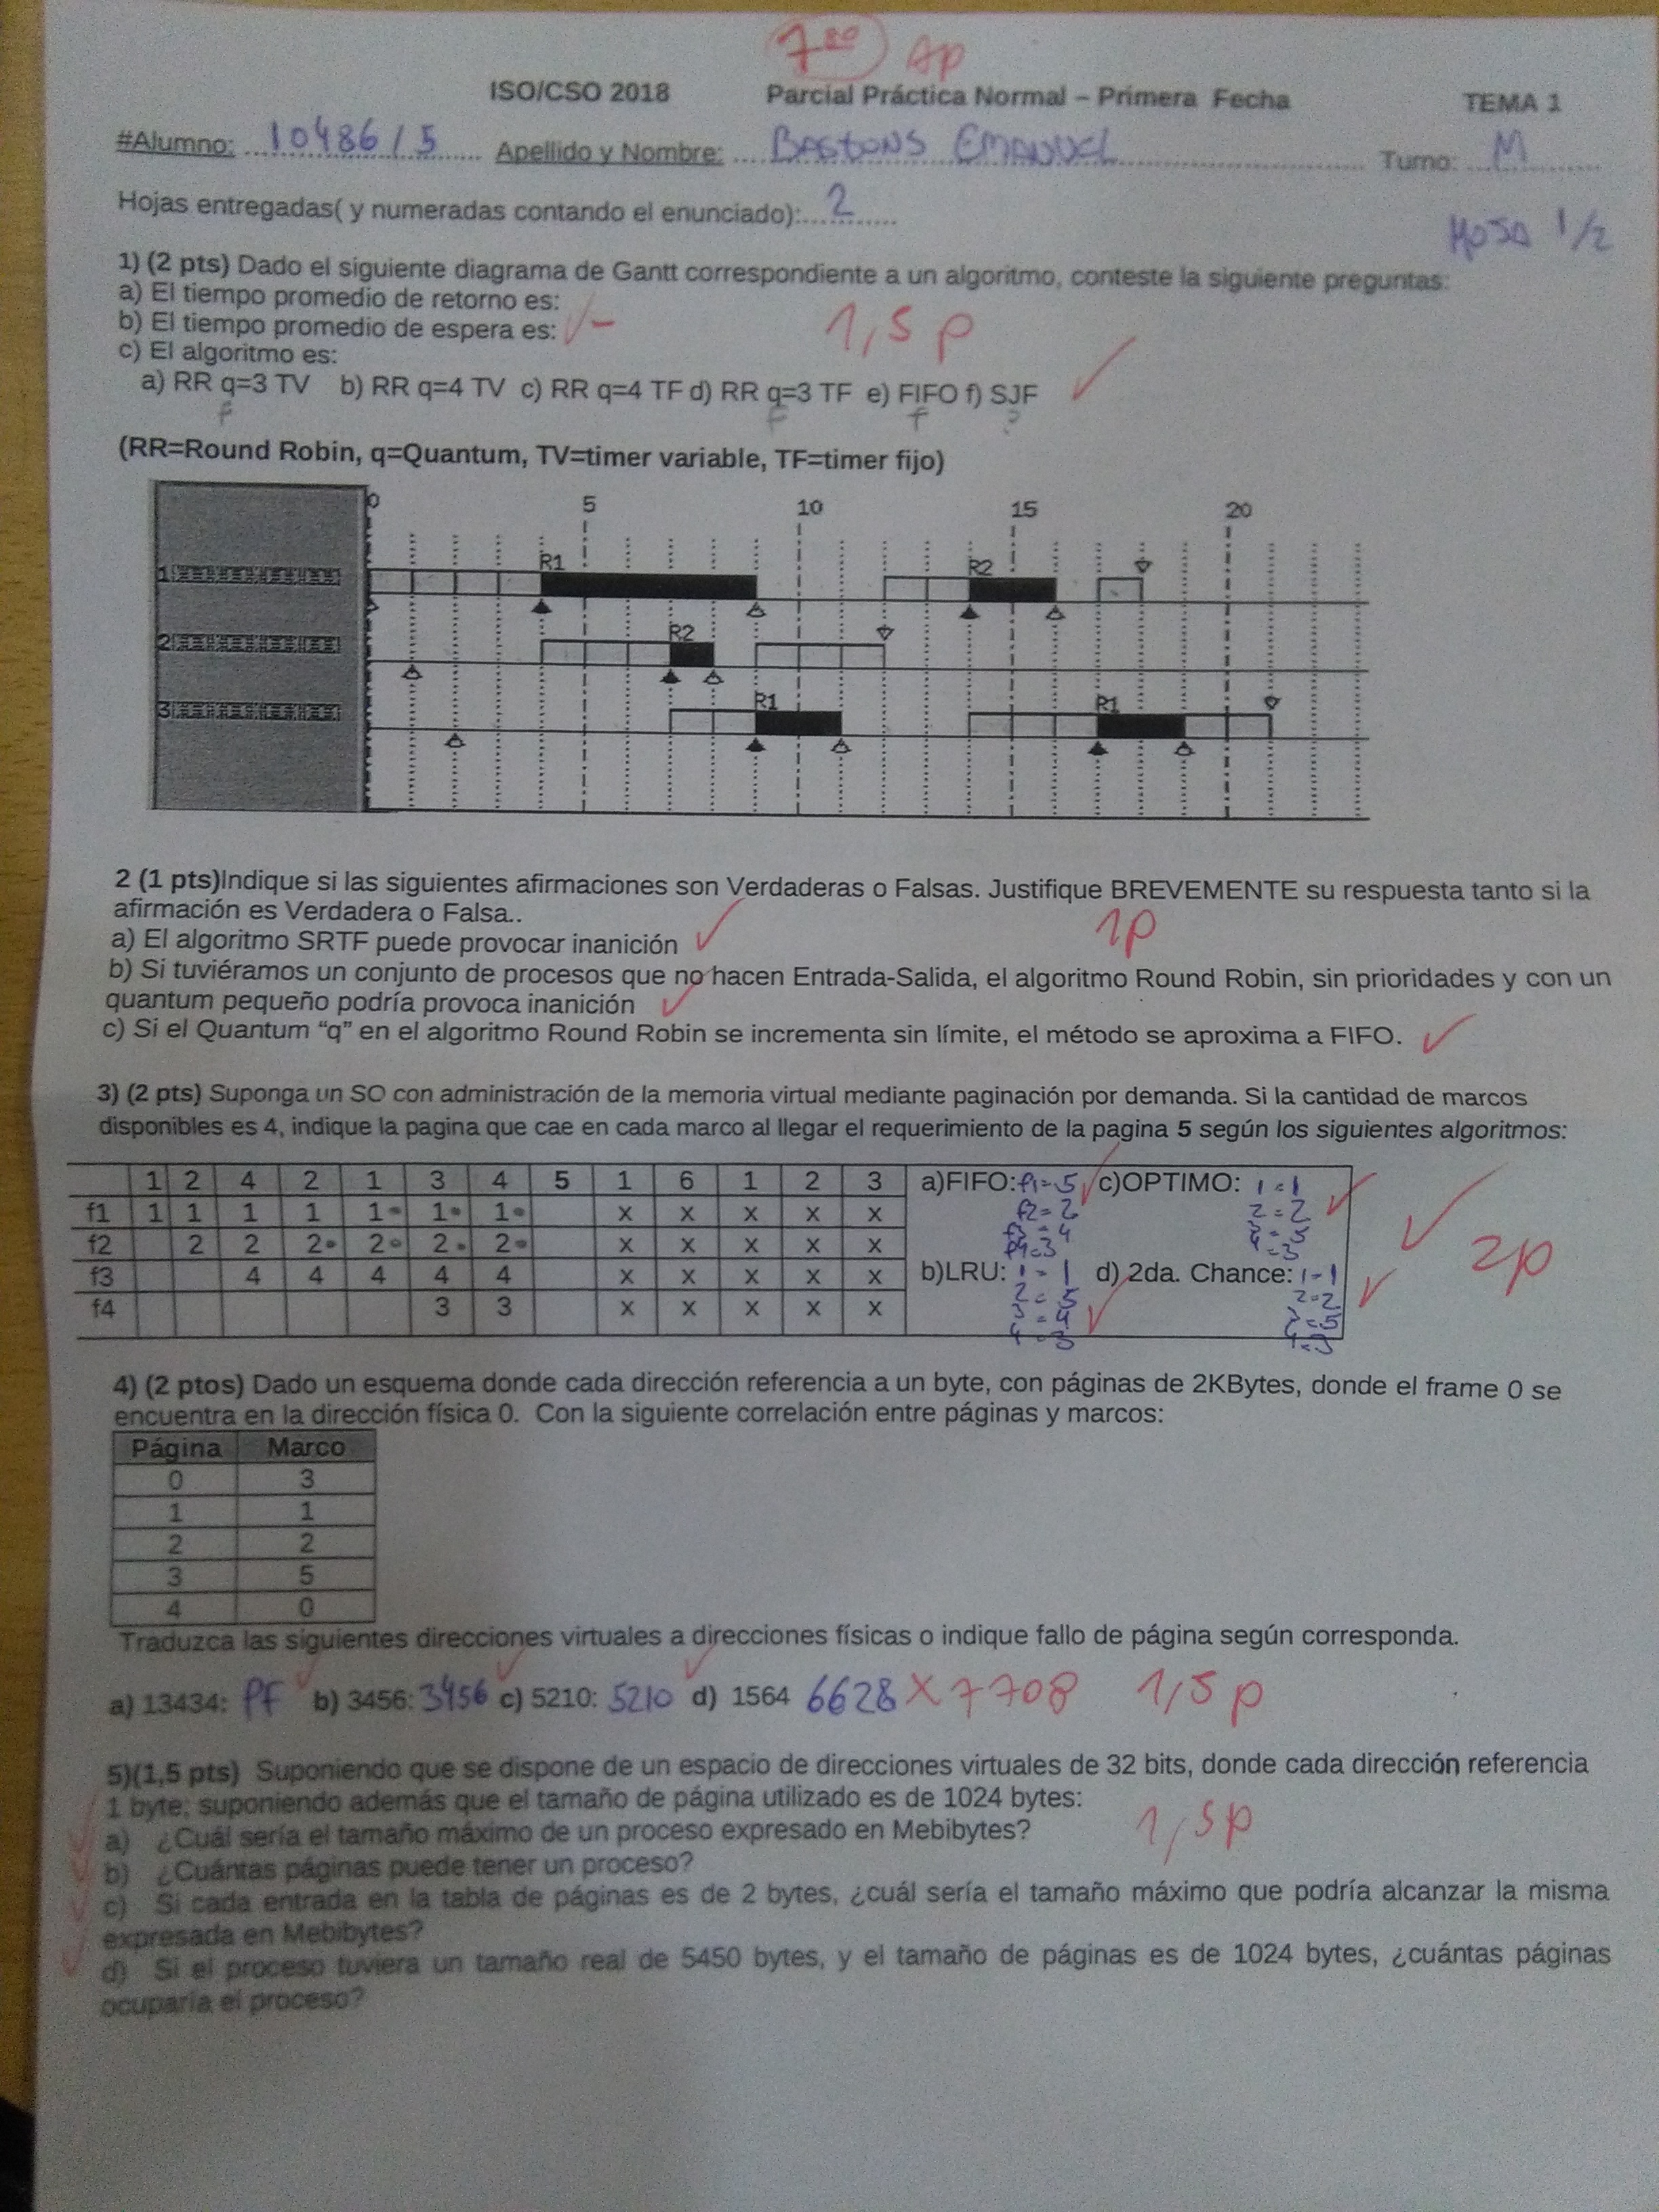 7 80 Ap
ISO/CSO 2018 Parcial Práctica Normal – Primera Fecha TEMA 1
#Alumno: 10486/5 Apellido y Nombre: BASTONS EMANUEL Turno: M
Hojas entregadas( y numeradas contando el enunciado): 2
HOJA 1/2
1) (2 pts) Dado el siguiente diagrama de Gantt correspondiente a un algoritmo, conteste la siguiente preguntas:
a) El tiempo promedio de retorno es:
b) El tiempo promedio de espera es: 1,5 p
c) El algoritmo es:
a) RR q=3 TV b) RR q=4 TV c) RR q=4 TF d) RR q=3 TF e) FIFO f) SJF
f f f ?
(RR=Round Robin, q=Quantum, TV=timer variable, TF=timer fijo)
0 5 10 15 20
1 R1 R2
2 R2
3 R1 R1
2 (1 pts)Indique si las siguientes afirmaciones son Verdaderas o Falsas. Justifique BREVEMENTE su respuesta tanto si la
afirmación es Verdadera o Falsa..
1p
a) El algoritmo SRTF puede provocar inanición
b) Si tuviéramos un conjunto de procesos que no hacen Entrada-Salida, el algoritmo Round Robin, sin prioridades y con un
quantum pequeño podría provoca inanición
c) Si el Quantum “q” en el algoritmo Round Robin se incrementa sin límite, el método se aproxima a FIFO.
3) (2 pts) Suponga un SO con administración de la memoria virtual mediante paginación por demanda. Si la cantidad de marcos
disponibles es 4, indique la pagina que cae en cada marco al llegar el requerimiento de la pagina 5 según los siguientes algoritmos:
1 2 4 2 1 3 4 5 1 6 1 2 3
f1 1 1 1 1 1 1 1 x x x x x
f2 2 2 2 2 2 2 x x x x x
f3 4 4 4 4 4 x x x x x
f4 3 3 x x x x x
a)FIFO: f1=5
f2=2
f3=4
f4=3
c)OPTIMO: 1=1
2=2
3=5
4=3
b)LRU: 1=1
2=5
3=4
4=3
d) 2da. Chance: 1-1
2=2
3=5
4=3
2p
4) (2 ptos) Dado un esquema donde cada dirección referencia a un byte, con páginas de 2KBytes, donde el frame 0 se
encuentra en la dirección física 0. Con la siguiente correlación entre páginas y marcos:
Página Marco
0 3
1 1
2 2
3 5
4 0
Traduzca las siguientes direcciones virtuales a direcciones físicas o indique fallo de página según corresponda.
a) 13434: PF b) 3456: 3456 c) 5210: 5210 d) 1564 6628 X 7708 1,5 p
5)(1,5 pts) Suponiendo que se dispone de un espacio de direcciones virtuales de 32 bits, donde cada dirección referencia
1 byte; suponiendo además que el tamaño de página utilizado es de 1024 bytes:
a) ¿Cuál sería el tamaño máximo de un proceso expresado en Mebibytes? 1,5p
b) ¿Cuántas páginas puede tener un proceso?
c) Si cada entrada en la tabla de páginas es de 2 bytes, ¿cuál sería el tamaño máximo que podría alcanzar la misma
expresada en Mebibytes?
d) Si el proceso tuviera un tamaño real de 5450 bytes, y el tamaño de páginas es de 1024 bytes, ¿cuántas páginas
ocuparía el proceso?